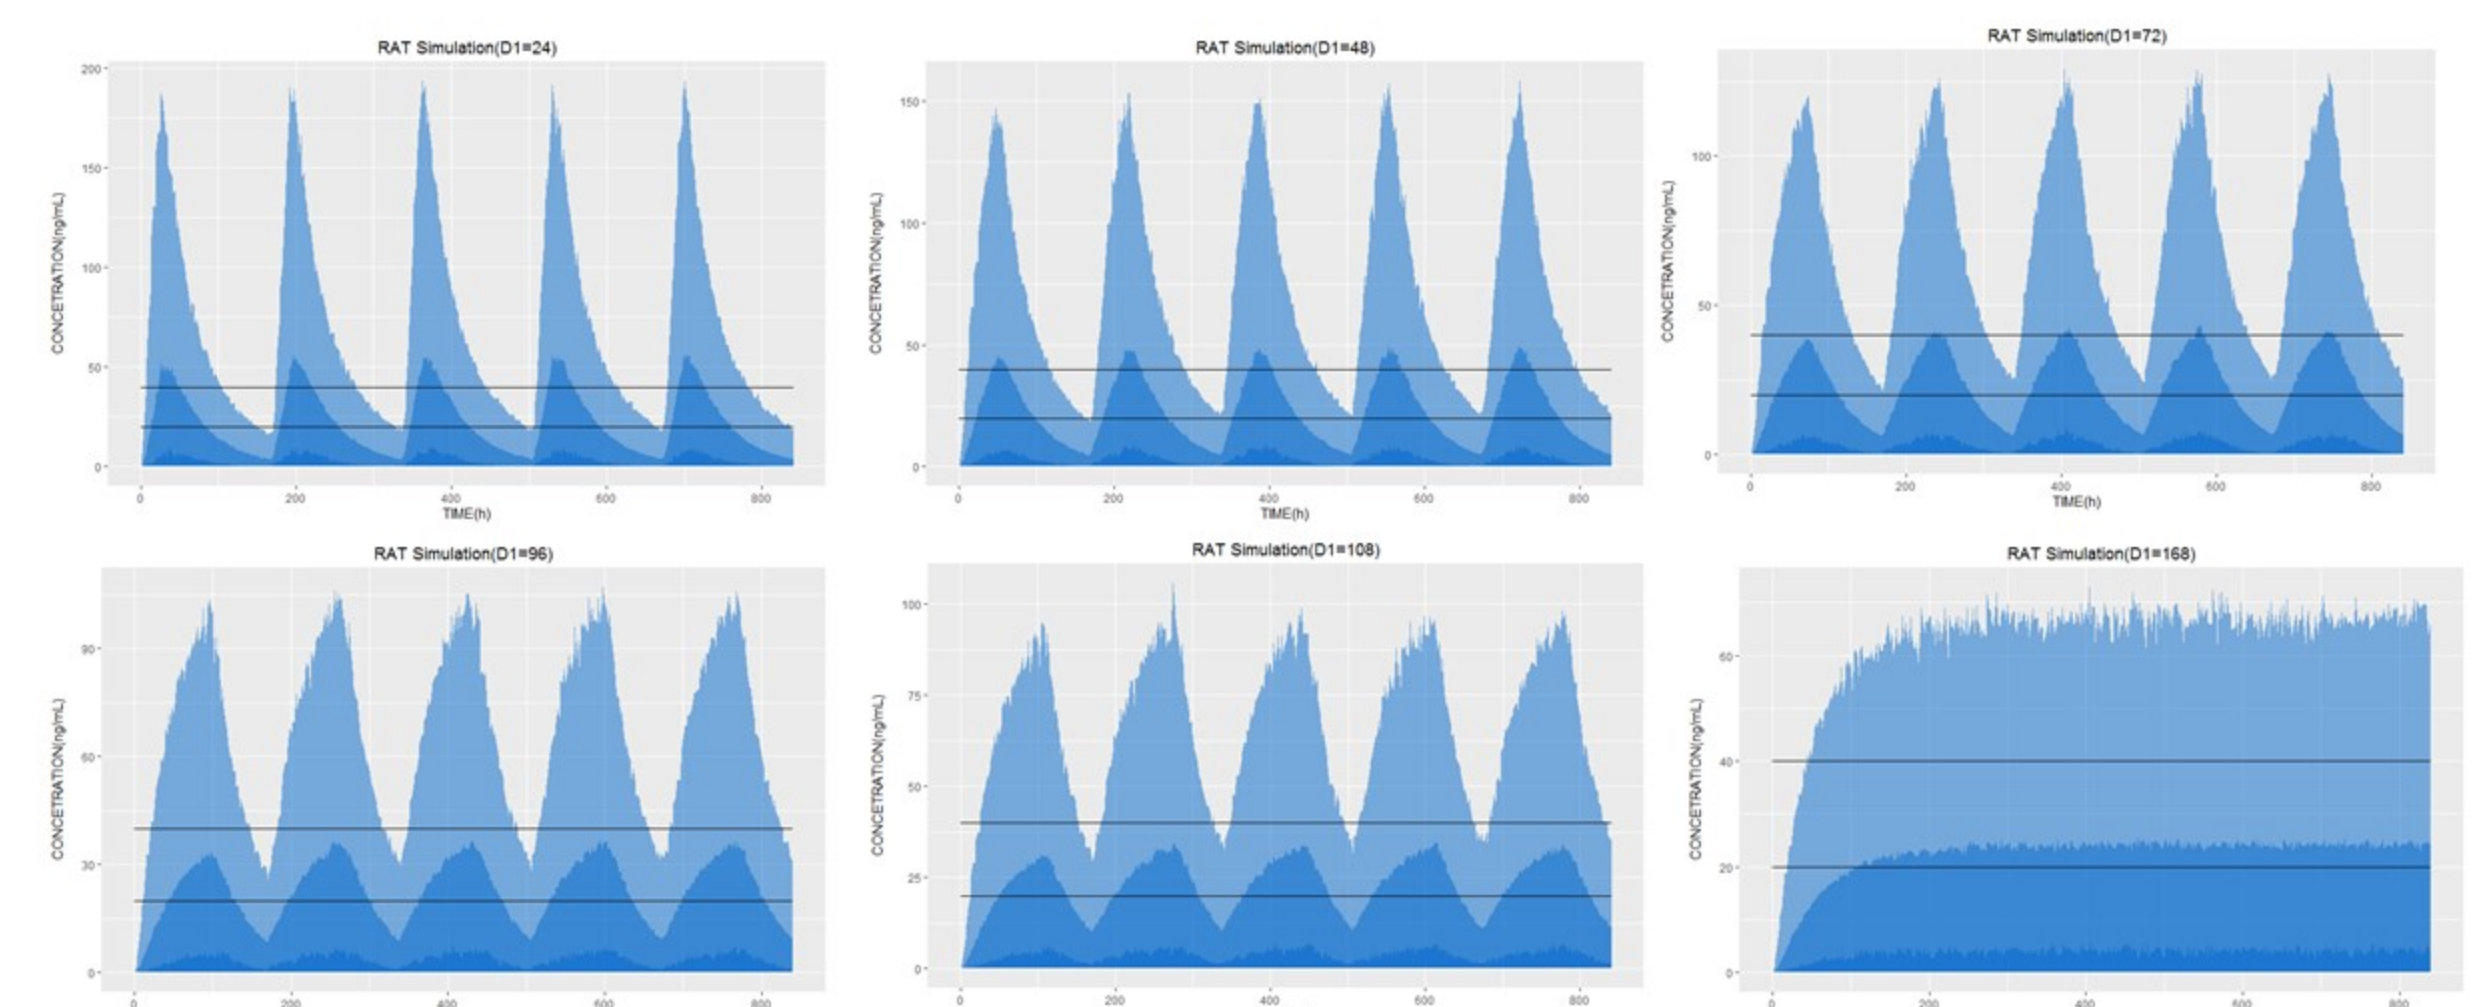 RAT Simulation(D1=24)
200
150
100
50
0
CONCETRATION(ng/mL)
0 200 400 600 800
TIME(h)
RAT Simulation(D1=48)
150
100
50
0
CONCETRATION(ng/mL)
0 200 400 600 800
TIME(h)
RAT Simulation(D1=72)
100
50
0
CONCETRATION(ng/mL)
0 200 400 600 800
TIME(h)
RAT Simulation(D1=96)
90
60
30
0
CONCETRATION(ng/mL)
0 200 400 600 800
RAT Simulation(D1=108)
100
75
50
25
0
CONCETRATION(ng/mL)
0 200 400 600 800
RAT Simulation(D1=168)
60
40
20
0
CONCETRATION(ng/mL)
0 200 400 600 800